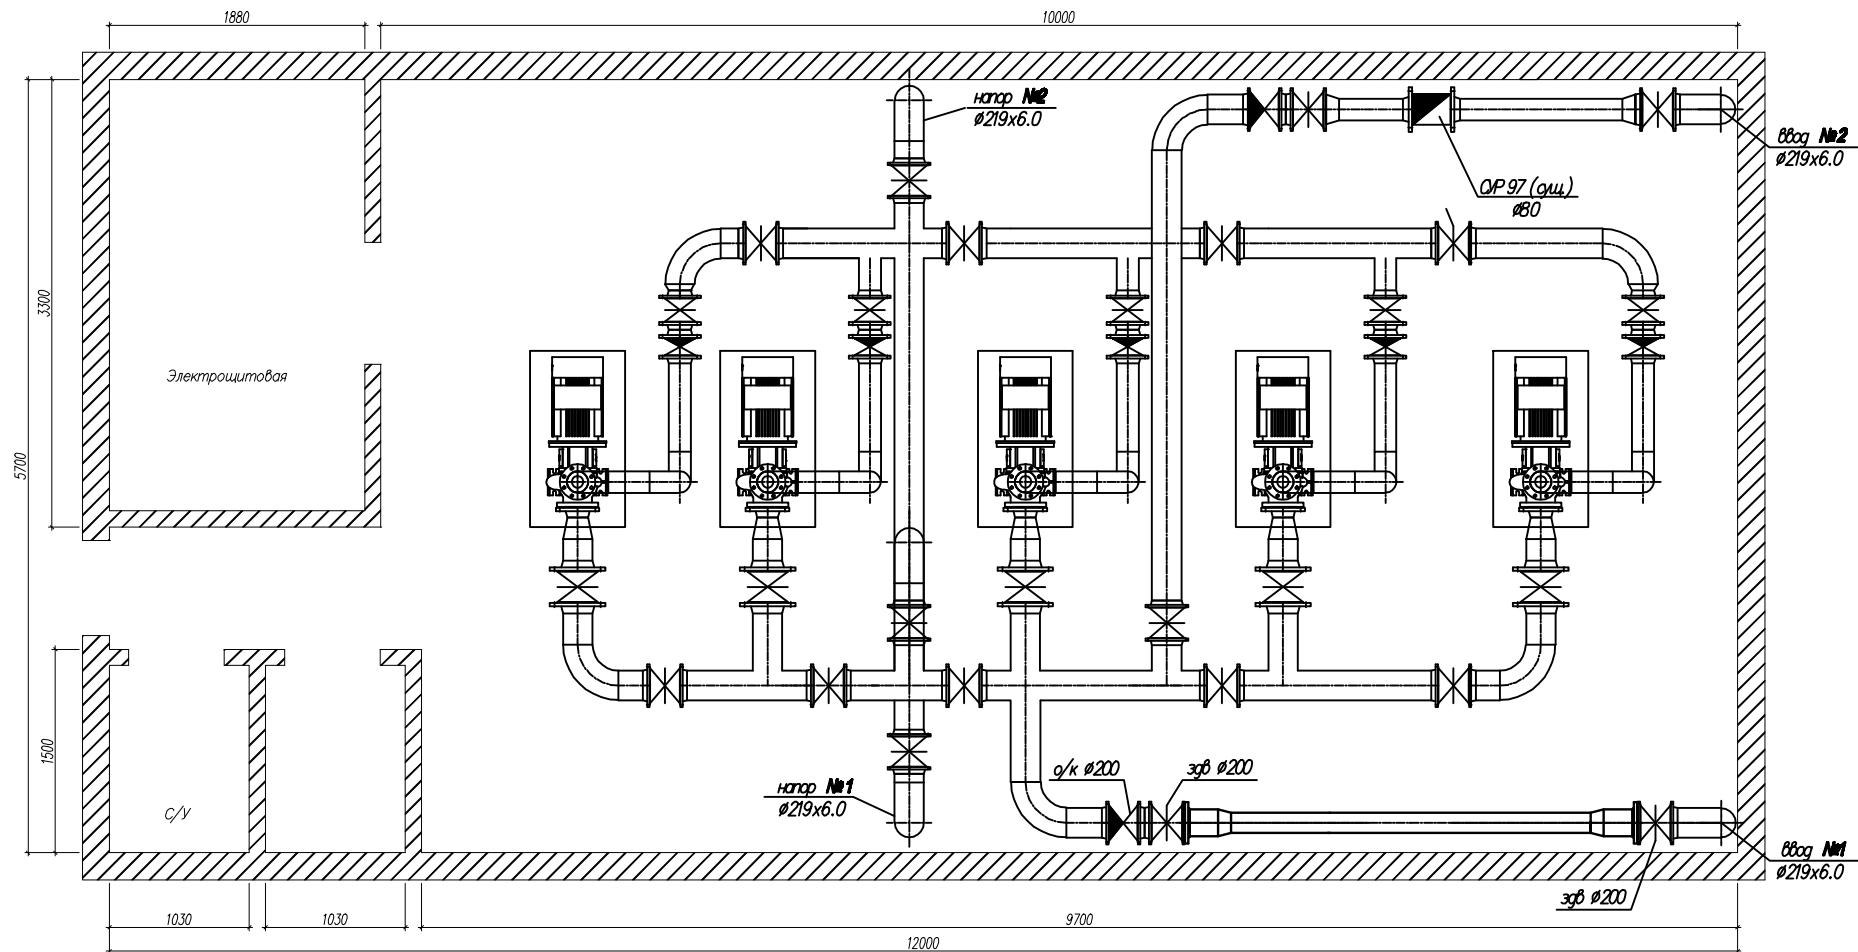 1880
10000
напор №2
Ø219х6.0
ввод №2
Ø219х6.0
СУР 97 (сущ.)
Ø80
3300
Электрощитовая
5700
1500
С/У
напор №1
Ø219х6.0
о/к Ø200
здв Ø200
ввод №1
Ø219х6.0
здв Ø200
1030
1030
9700
12000